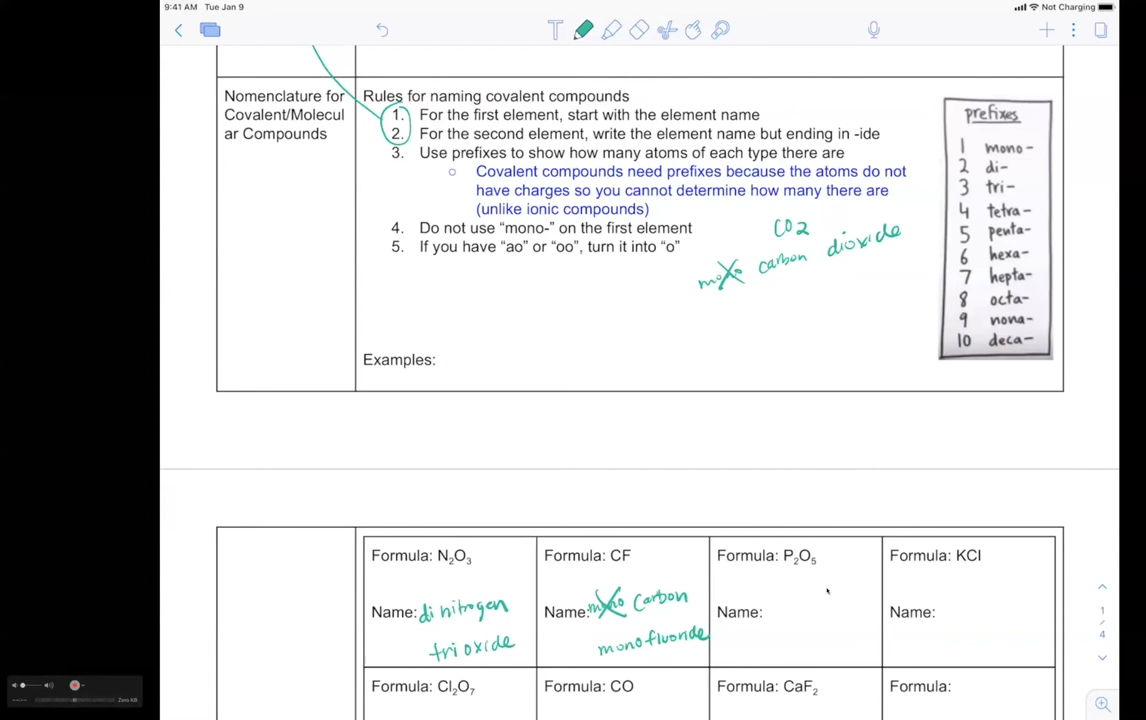 9:41 AM Tue Jan 9
Not Charging
T
Nomenclature for
Covalent/Molecul
ar Compounds
Rules for naming covalent compounds
1. For the first element, start with the element name
2. For the second element, write the element name but ending in -ide
3. Use prefixes to show how many atoms of each type there are
○ Covalent compounds need prefixes because the atoms do not
have charges so you cannot determine how many there are
(unlike ionic compounds)
4. Do not use “mono-” on the first element
5. If you have “ao” or “oo”, turn it into “o”
CO2
mono carbon dioxide
Examples:
prefixes
1 mono-
2 di-
3 tri-
4 tetra-
5 penta-
6 hexa-
7 hepta-
8 octa-
9 nona-
10 deca-
Formula: N₂O₃
Name: dinitrogen
trioxide
Formula: CF
Name: mono Carbon
monofluoride
Formula: P₂O₅
Name:
Formula: KCl
Name:
Formula: Cl₂O₇
Formula: CO
Formula: CaF₂
Formula:
1
/
4
Zero KB